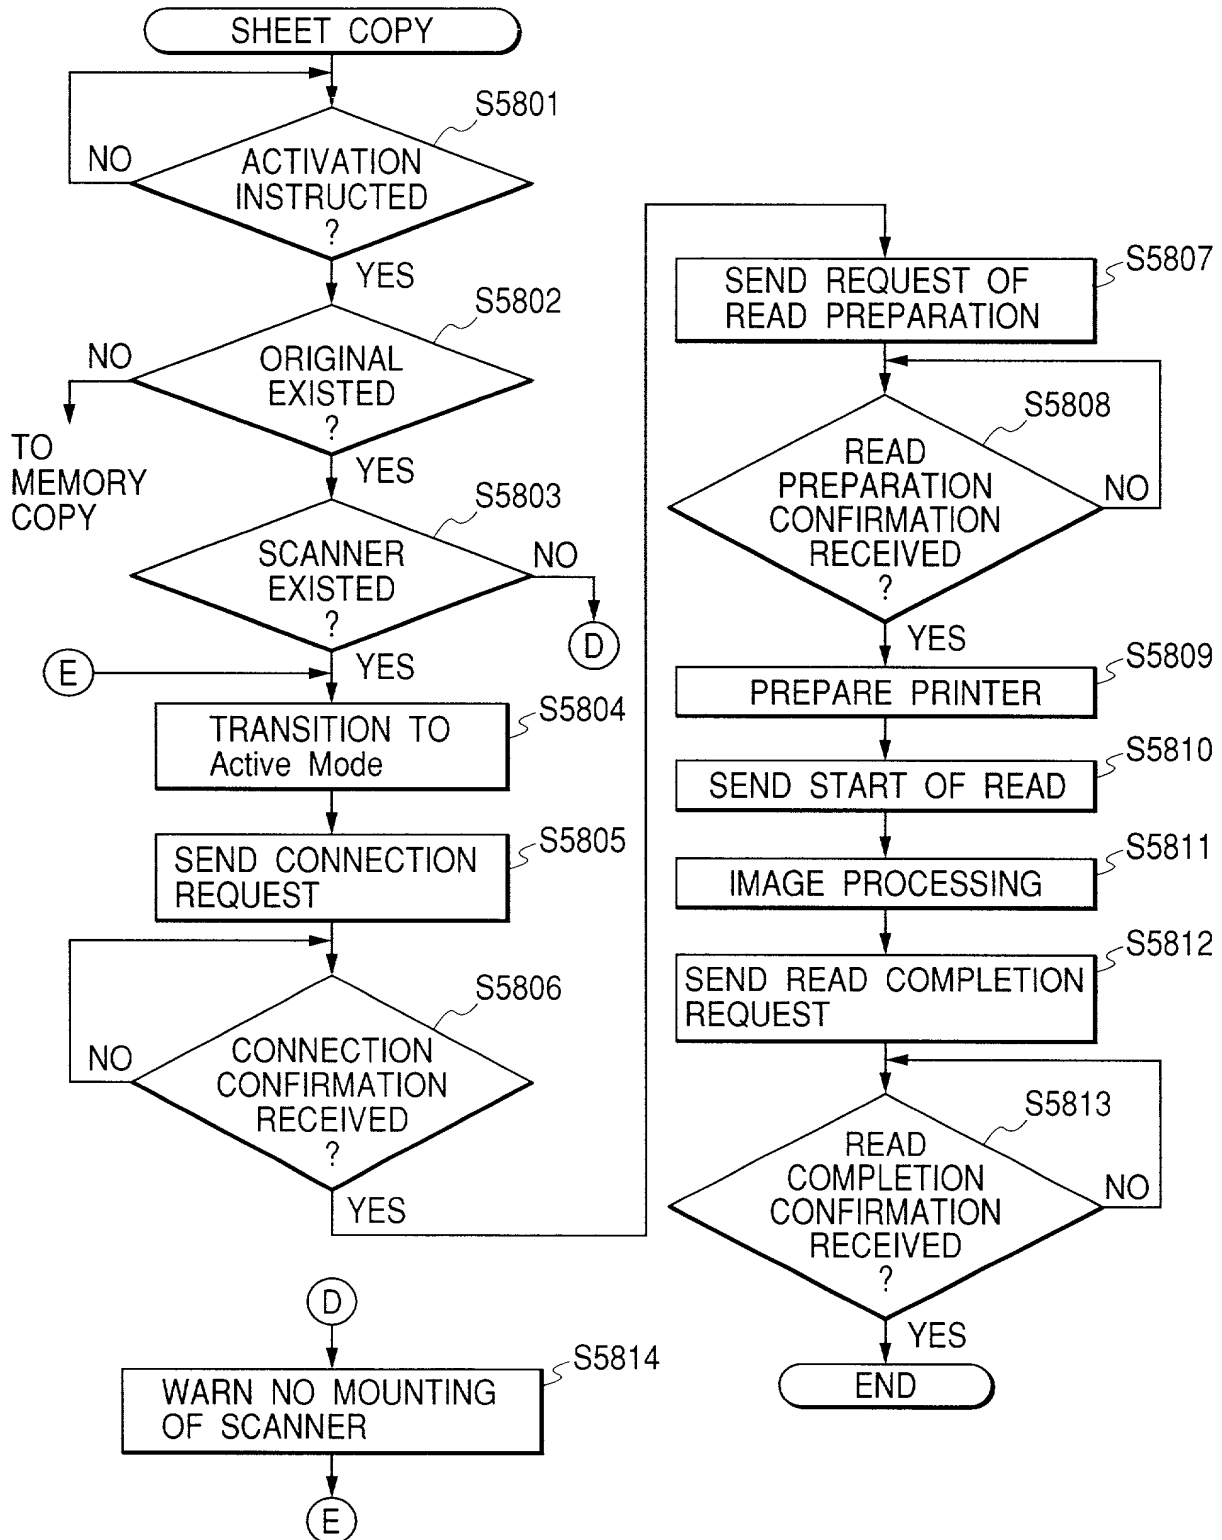 SHEET COPY
S5801
NO
ACTIVATION
INSTRUCTED
?
YES
S5802
NO
ORIGINAL
EXISTED
?
TO
MEMORY
COPY
YES
S5803
SCANNER
EXISTED
?
NO
D
E
YES
S5804
TRANSITION TO
Active Mode
S5805
SEND CONNECTION
REQUEST
S5806
NO
CONNECTION
CONFIRMATION
RECEIVED
?
YES
D
S5814
WARN NO MOUNTING
OF SCANNER
E
S5807
SEND REQUEST OF
READ PREPARATION
S5808
READ
PREPARATION
CONFIRMATION
RECEIVED
?
NO
YES
S5809
PREPARE PRINTER
S5810
SEND START OF READ
S5811
IMAGE PROCESSING
S5812
SEND READ COMPLETION
REQUEST
S5813
READ
COMPLETION
CONFIRMATION
RECEIVED
?
NO
YES
END